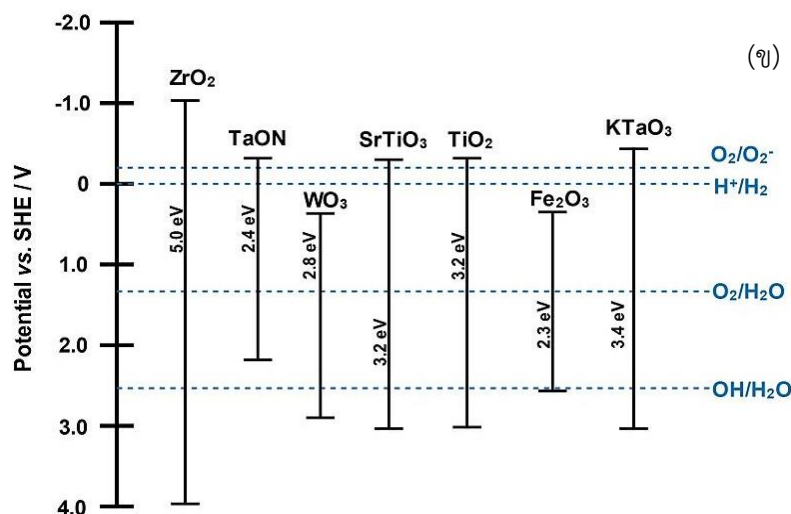 -2.0
(ข)
ZrO₂
-1.0
KTaO₃
TaON
SrTiO₃
TiO₂
O₂/O₂⁻
0
H⁺/H₂
WO₃
Fe₂O₃
Potential vs. SHE / V
5.0 eV
2.4 eV
2.8 eV
3.2 eV
3.2 eV
2.3 eV
3.4 eV
1.0
O₂/H₂O
2.0
OH/H₂O
3.0
4.0